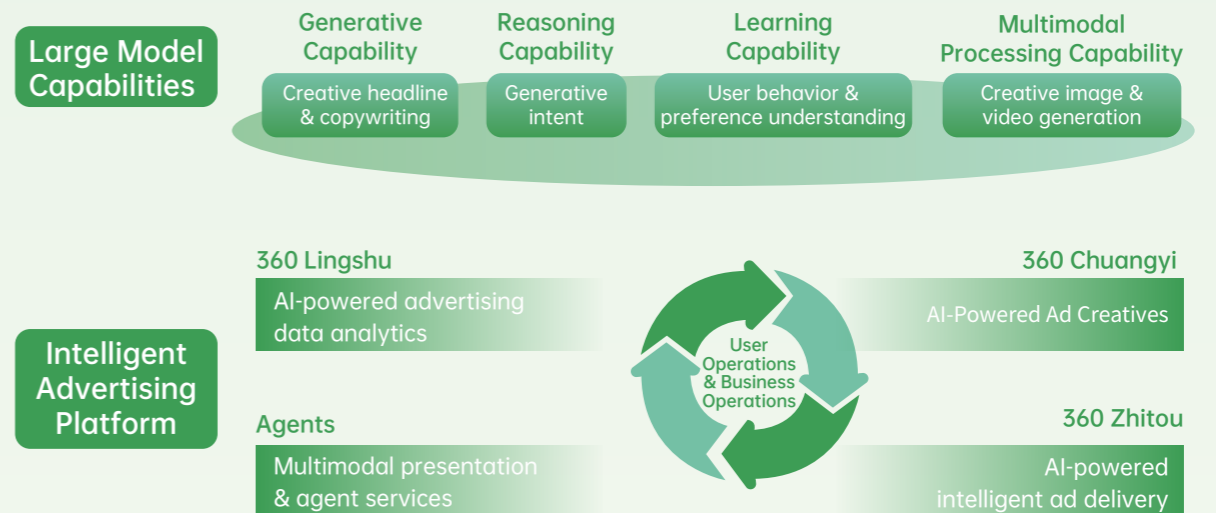 Large Model
Capabilities
Generative
Capability
Creative headline
& copywriting
Reasoning
Capability
Generative
intent
Learning
Capability
User behavior &
preference understanding
Multimodal
Processing Capability
Creative image &
video generation
Intelligent
Advertising
Platform
360 Lingshu
AI-powered advertising
data analytics
Agents
Multimodal presentation
& agent services
User
Operations
& Business
Operations
360 Chuangyi
AI-Powered Ad Creatives
360 Zhitou
AI-powered
intelligent ad delivery